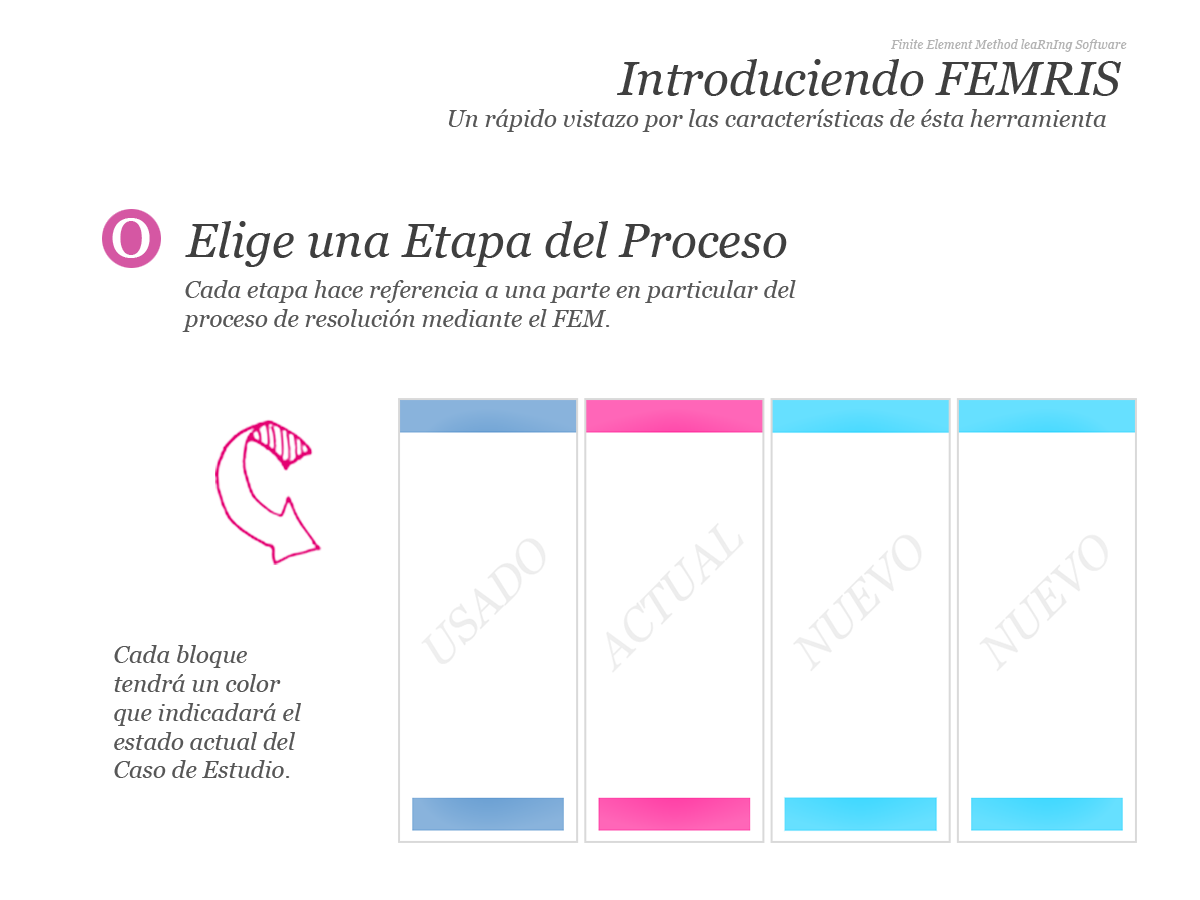 Finite Element Method leaRnIng Software
Introduciendo FEMRIS
Un rápido vistazo por las características de ésta herramienta
O Elige una Etapa del Proceso
Cada etapa hace referencia a una parte en particular del
proceso de resolución mediante el FEM.
USADO
ACTUAL
NUEVO
NUEVO
Cada bloque
tendrá un color
que indicadará el
estado actual del
Caso de Estudio.